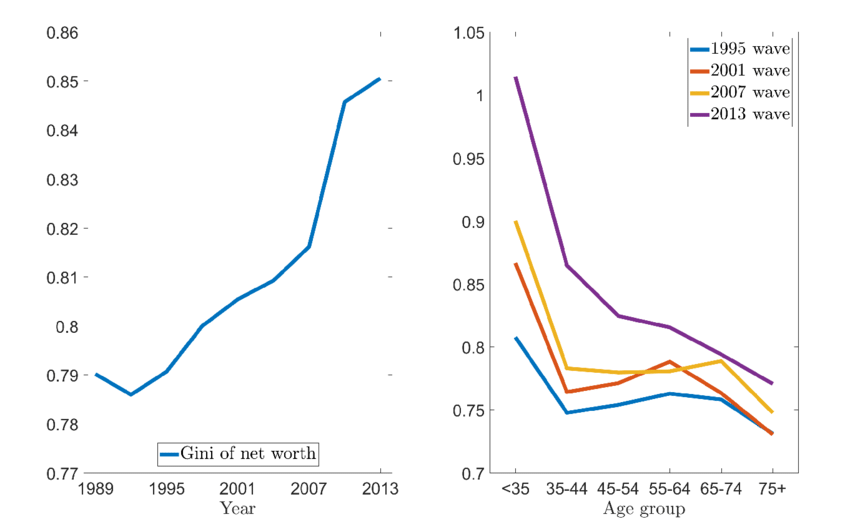 0.86
0.85
0.84
0.83
0.82
0.81
0.8
0.79
0.78
0.77
Gini of net worth
1989 1995 2001 2007 2013
Year
1.05
1
0.95
0.9
0.85
0.8
0.75
0.7
1995 wave
2001 wave
2007 wave
2013 wave
<35 35-44 45-54 55-64 65-74 75+
Age group